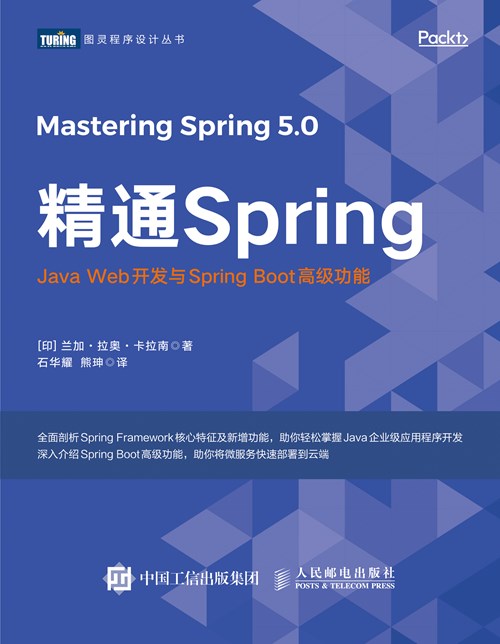 TURING 图灵程序设计丛书
Packt>
Mastering Spring 5.0
精通Spring
Java Web开发与Spring Boot高级功能
[印] 兰加·拉奥·卡拉南◎著
石华耀 熊珅◎译
全面剖析Spring Framework核心特征及新增功能，助你轻松掌握Java企业级应用程序开发
深入介绍Spring Boot高级功能，助你将微服务快速部署到云端
中国工信出版集团
人民邮电出版社
POSTS & TELECOM PRESS